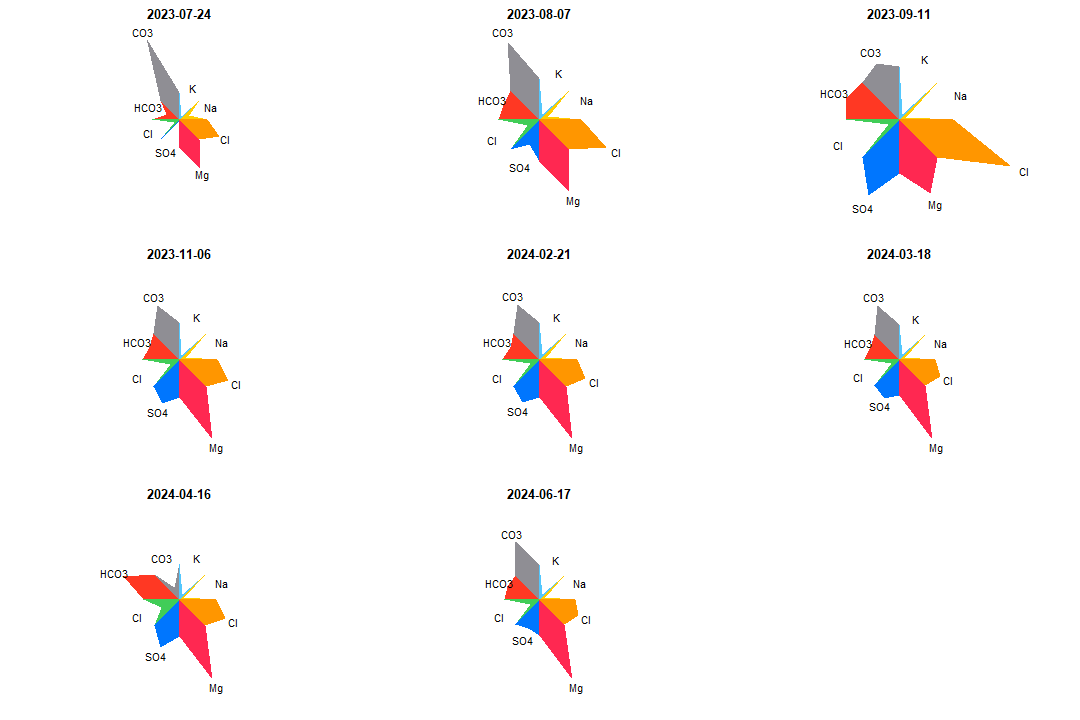 2023-07-24
CO3
K
HCO3
Na
Cl
Cl
SO4
Mg
2023-08-07
CO3
K
HCO3
Na
Cl
Cl
SO4
Mg
2023-09-11
CO3
K
HCO3
Na
Cl
Cl
SO4
Mg
2023-11-06
CO3
K
HCO3
Na
Cl
Cl
SO4
Mg
2024-02-21
CO3
K
HCO3
Na
Cl
Cl
SO4
Mg
2024-03-18
CO3
K
HCO3
Na
Cl
Cl
SO4
Mg
2024-04-16
CO3
K
HCO3
Na
Cl
Cl
SO4
Mg
2024-06-17
CO3
K
HCO3
Na
Cl
Cl
SO4
Mg